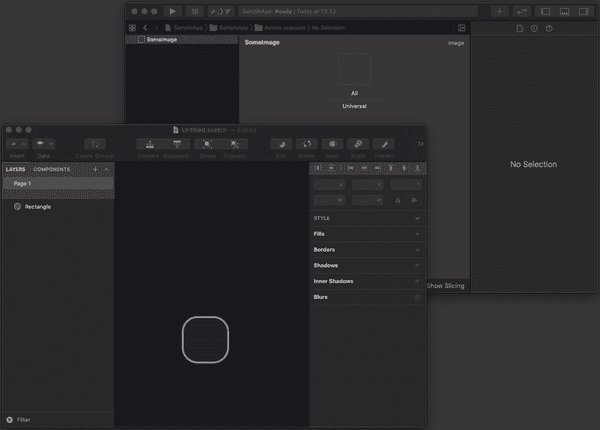 SampleApp Ready | Today at 15:52
SampleApp
SampleApp
Assets.xcassets
No Selection
SomeImage
SomeImage
Image
All
Universal
No Selection
Show Slicing
Untitled.sketch — Edited
Insert
Data
Create Symbol
Forward
Backward
Group
Ungroup
Edit
Rotate
Mask
Scale
Flatten
LAYERS
COMPONENTS
Page 1
Rectangle
STYLE
Fills
Borders
Shadows
Inner Shadows
Blurs
Filter